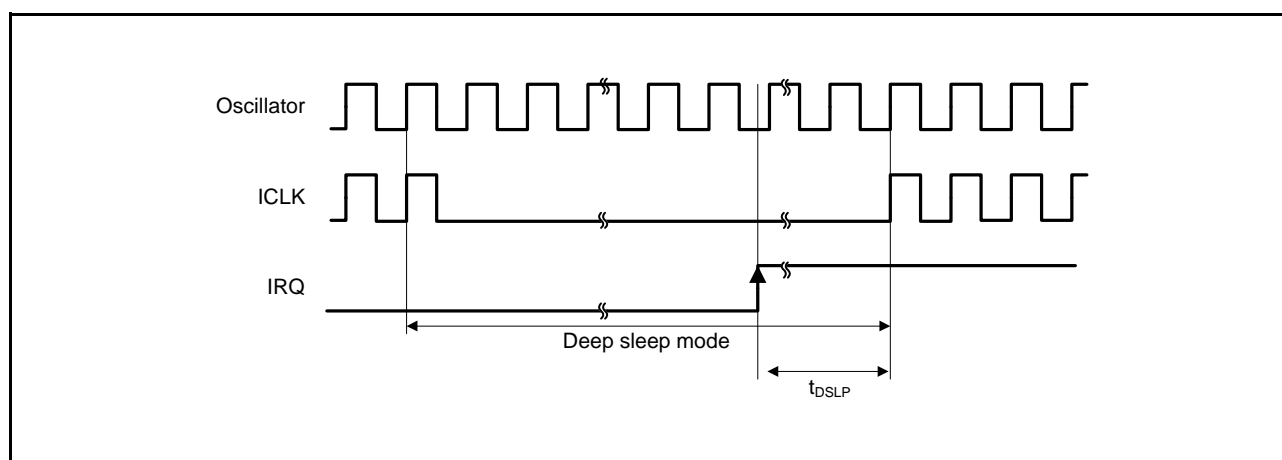 Oscillator
ICLK
IRQ
Deep sleep mode
tDSLP